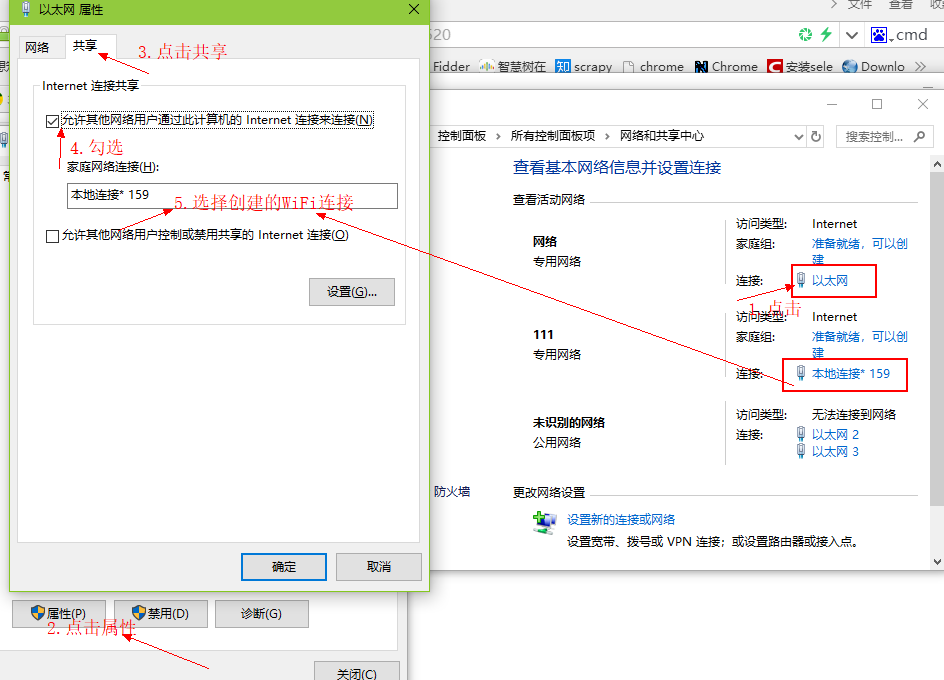 以太网 属性
网络
共享
3.点击共享
Internet 连接共享
允许其他网络用户通过此计算机的 Internet 连接来连接(N)
4.勾选
家庭网络连接(H):
本地连接* 159
5.选择创建的WiFi连接
允许其他网络用户控制或禁用共享的 Internet 连接(O)
设置(G)...
确定
取消
属性(P)
禁用(D)
诊断(G)
2.点击属性
关闭(C)
文件
查看
520
cmd
Fidder
智慧树在
知 scrapy
chrome
Chrome
安装sele
Downlo
控制面板 > 所有控制面板项 > 网络和共享中心
搜索控制...
查看基本网络信息并设置连接
查看活动网络
网络
专用网络
访问类型: Internet
家庭组: 准备就绪，可以创
建
连接: 以太网
1.点击
111
专用网络
访问类型: Internet
家庭组: 准备就绪，可以创
建
连接: 本地连接* 159
未识别的网络
公用网络
访问类型: 无法连接到网络
连接: 以太网 2
以太网 3
防火墙
更改网络设置
设置新的连接或网络
设置宽带、拨号或 VPN 连接；或设置路由器或接入点。